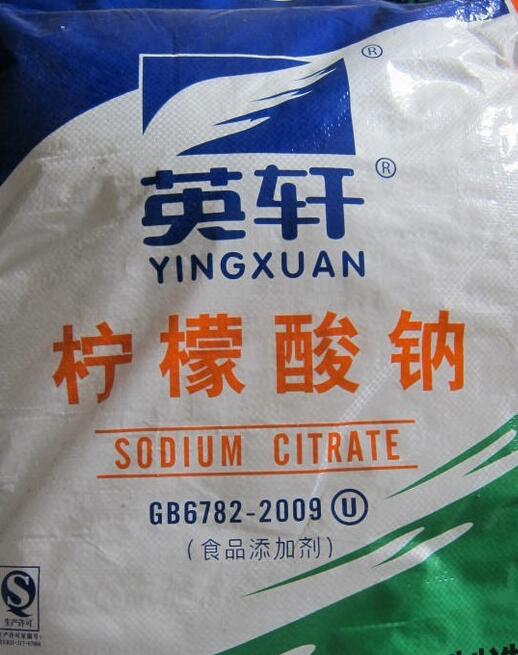 ®
英轩®
YINGXUAN
柠檬酸钠
SODIUM CITRATE
GB6782-2009 U
(食品添加剂)
生产许可